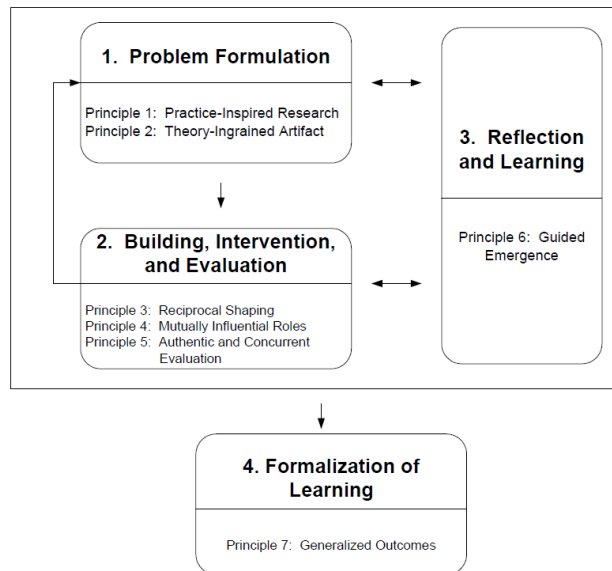 1. Problem Formulation
Principle 1: Practice-Inspired Research
Principle 2: Theory-Ingrained Artifact
2. Building, Intervention,
and Evaluation
Principle 3: Reciprocal Shaping
Principle 4: Mutually Influential Roles
Principle 5: Authentic and Concurrent
Evaluation
3. Reflection
and Learning
Principle 6: Guided
Emergence
4. Formalization of
Learning
Principle 7: Generalized Outcomes